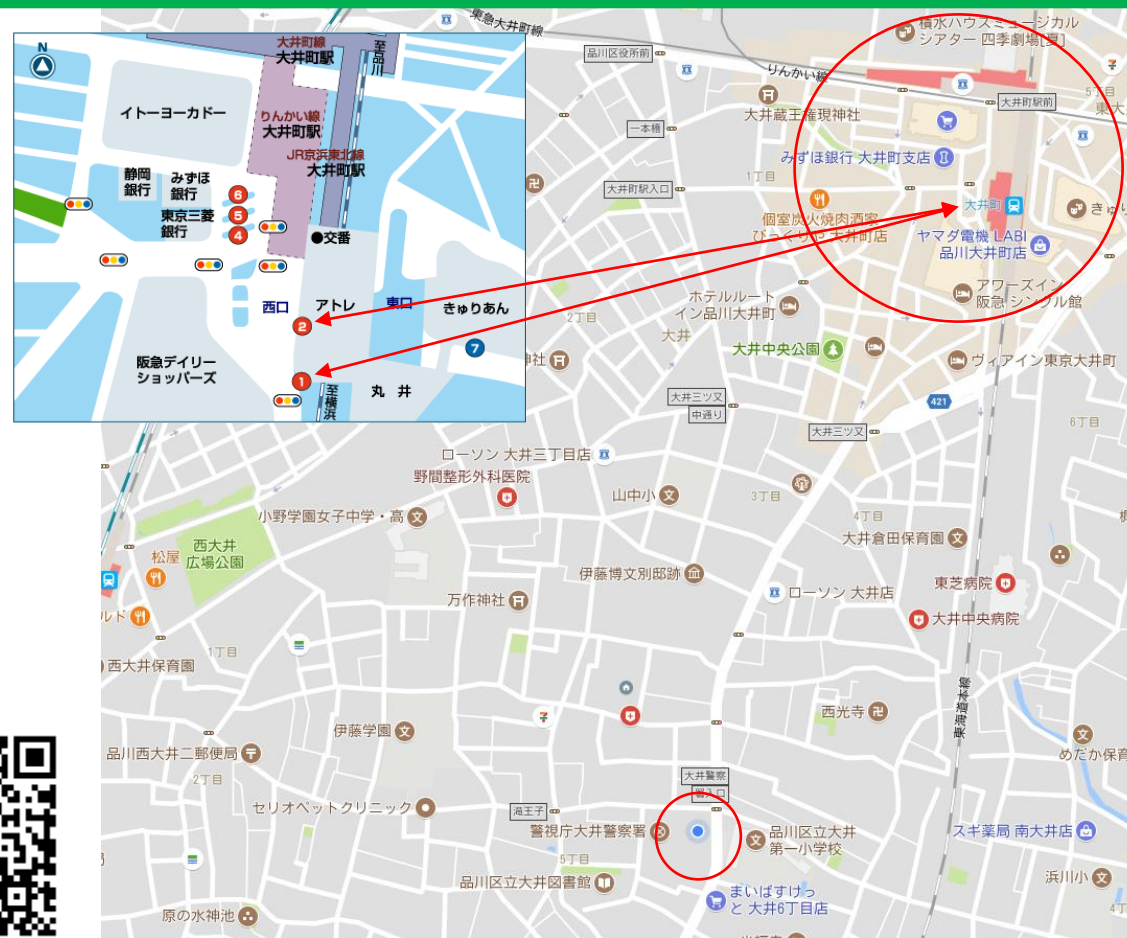 N
大井町線
大井町駅
至品川
イトーヨーカドー
りんかい線
大井町駅
JR京浜東北線
大井町駅
静岡
銀行
みずほ
銀行
東京三菱
銀行
6
5
4
●交番
西口
アトレ
東口
きゅりあん
2
7
阪急デイリー
ショッパーズ
1
至横浜
丸 井
東急大井町線
積水ハウスミュージカル
シアター 四季劇場[夏]
品川区役所前
りんかい線
5丁目
大井町駅前
東大
大井蔵王権現神社
一本橋
みずほ銀行 大井町支店
1丁目
大井町駅入口
大井町
きゅり
個室炭火焼肉酒家
びっくりや 大井町店
ヤマダ電機 LABI
品川大井町店
アワーズイン
阪急 シングル館
ホテルルート
イン品川大井町
2丁目
大井
大井中央公園
神社
ヴィアイン東京大井町
大井三ツ又
中通り
421
大井三ツ又
6丁目
ローソン 大井三丁目店
野間整形外科医院
山中小
3丁目
小野学園女子中学・高
4丁目
大井倉田保育園
西大井
広場公園
松屋
伊藤博文別邸跡
東芝病院
ローソン 大井店
万作神社
ルド
大井中央病院
1丁目
西大井保育園
東海道本線
西光寺
伊藤学園
品川西大井二郵便局
めだか保育
2丁目
大井警察
署入口
セリオペットクリニック
滝王子
警視庁大井警察署
品川区立大井
第一小学校
スギ薬局 南大井店
5丁目
品川区立大井図書館
浜川小
まいばすけっ
と 大井6丁目店
原の水神池
4丁